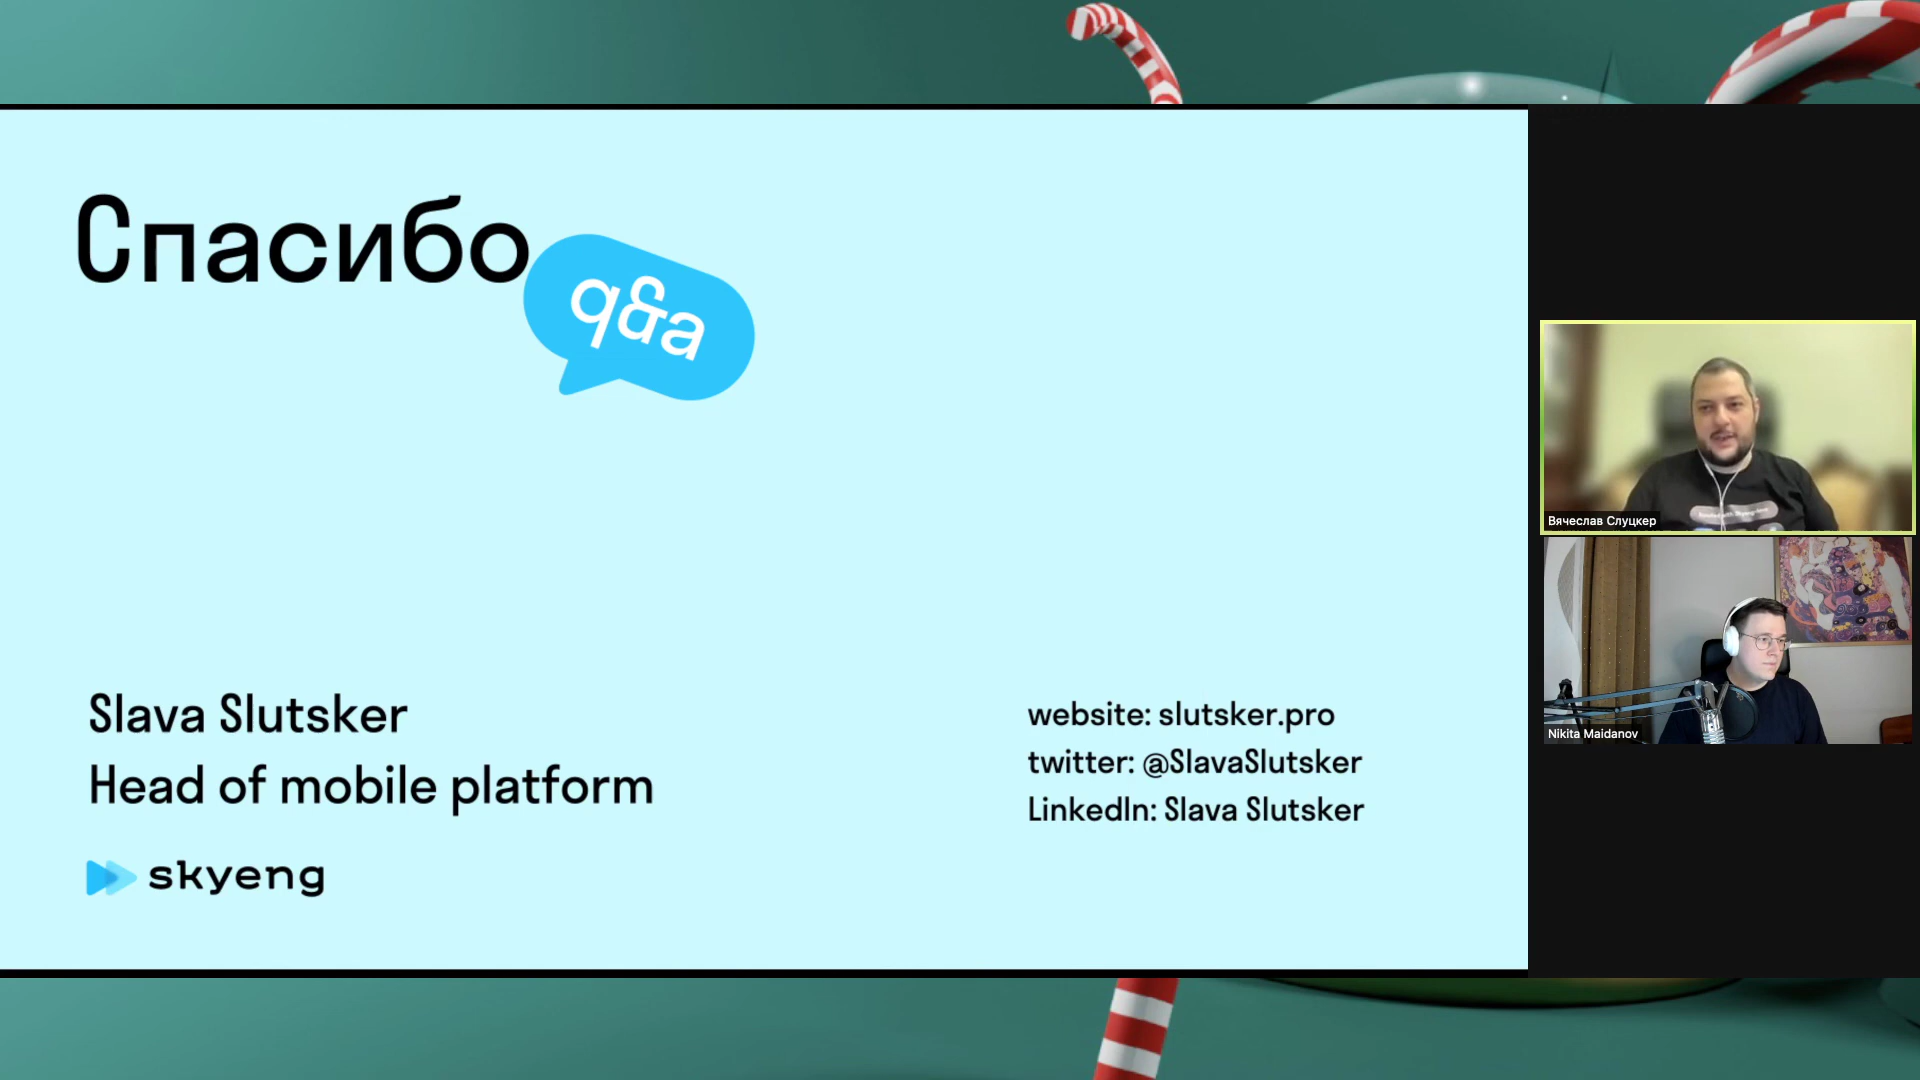 Спасибо
q&a
Slava Slutsker
Head of mobile platform
skyeng
website: slutsker.pro
twitter: @SlavaSlutsker
LinkedIn: Slava Slutsker
Вячеслав Слуцкер
Nikita Maidanov